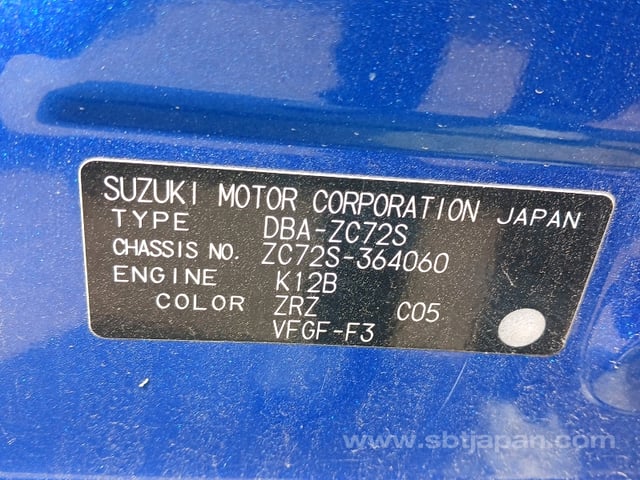 SUZUKI MOTOR CORPORATION JAPAN
TYPE DBA-ZC72S
CHASSIS NO. ZC72S-364060
ENGINE K12B
COLOR ZRZ C05
VFGF-F3
www.sbtjapan.com